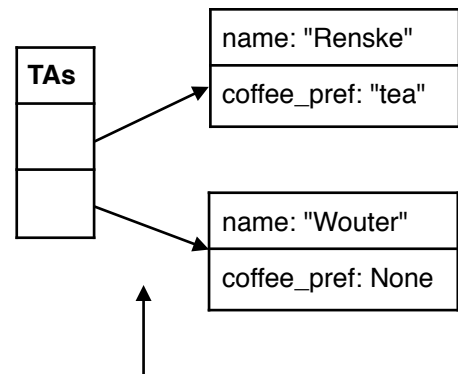 TAs
name: "Renske"
coffee_pref: "tea"
name: "Wouter"
coffee_pref: None